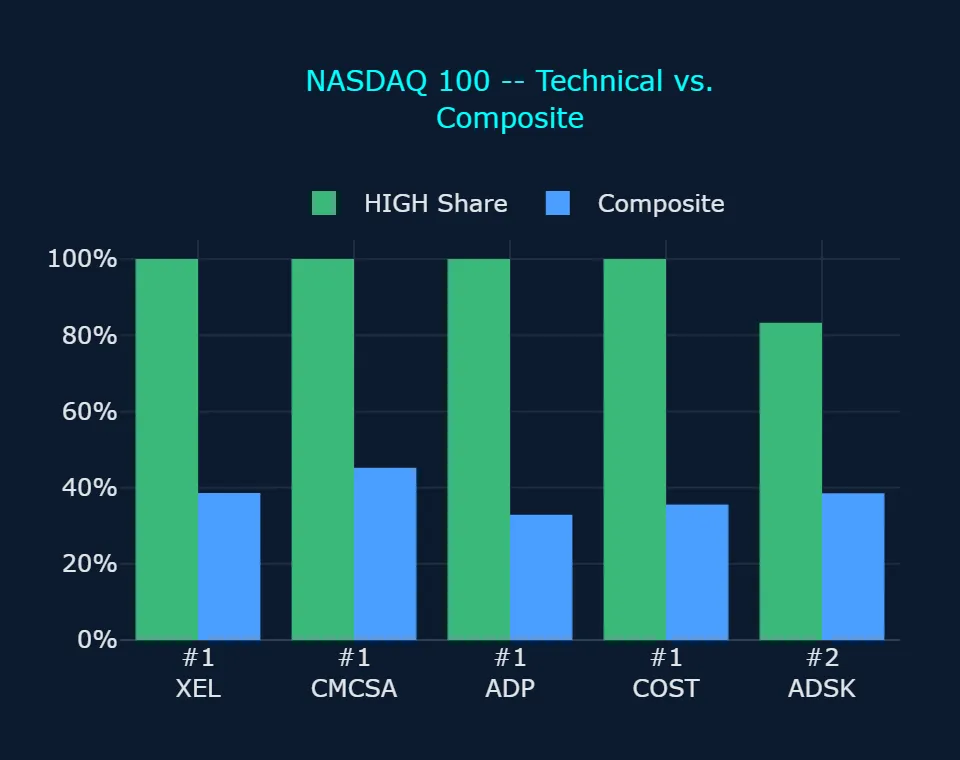 NASDAQ 100 -- Technical vs.
Composite
HIGH Share
Composite
100%
80%
60%
40%
20%
0%
#1
XEL
#1
CMCSA
#1
ADP
#1
COST
#2
ADSK